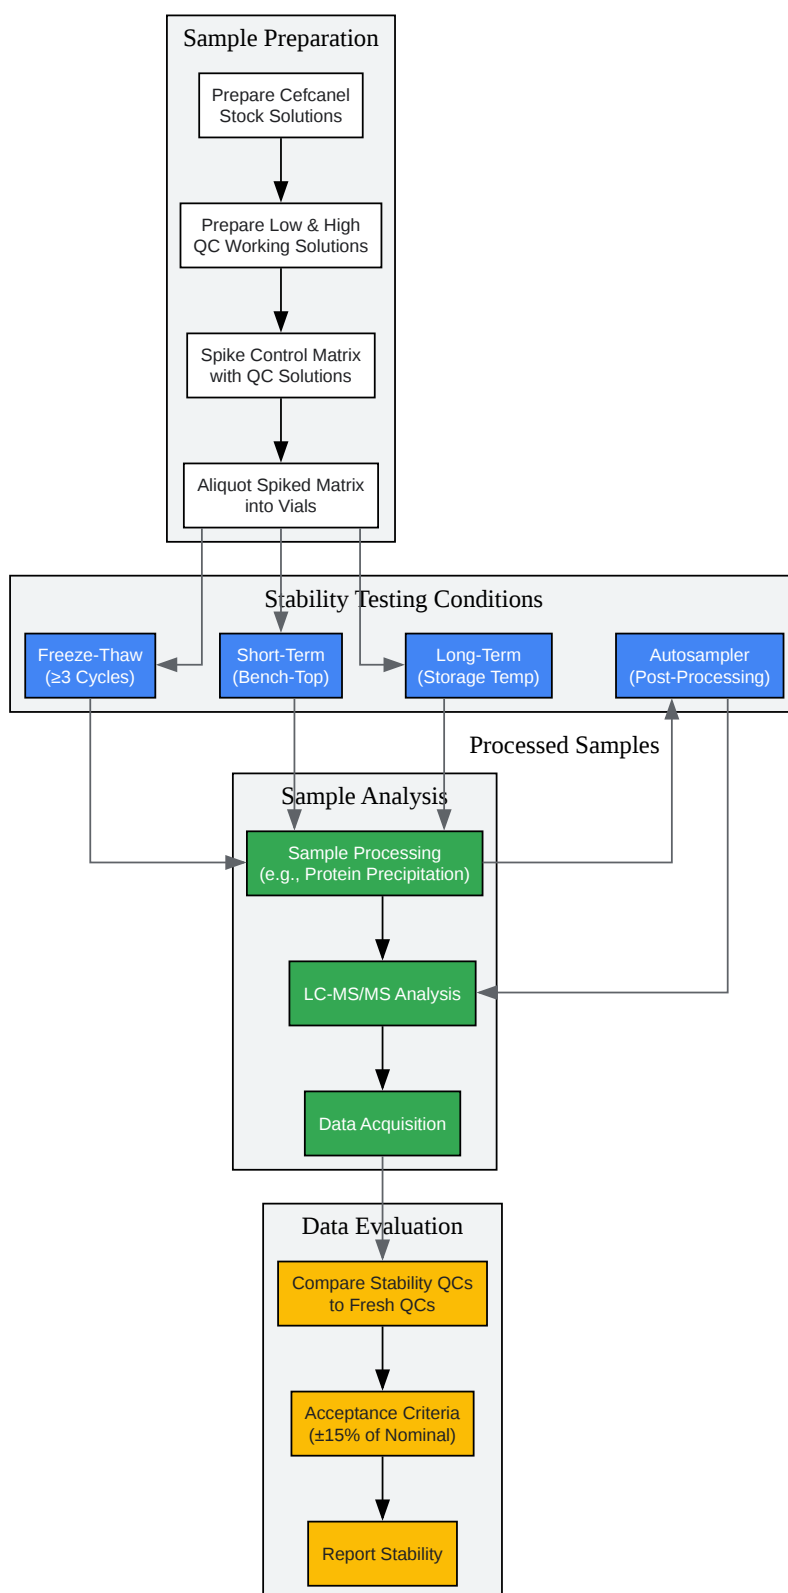 Sample Preparation
Prepare Cefcanel
Stock Solutions
Prepare Low & High
QC Working Solutions
Spike Control Matrix
with QC Solutions
Aliquot Spiked Matrix
into Vials
Stability Testing Conditions
Freeze-Thaw
(≥3 Cycles)
Short-Term
(Bench-Top)
Long-Term
(Storage Temp)
Autosampler
(Post-Processing)
Processed Samples
Sample Analysis
Sample Processing
(e.g., Protein Precipitation)
LC-MS/MS Analysis
Data Acquisition
Data Evaluation
Compare Stability QCs
to Fresh QCs
Acceptance Criteria
(±15% of Nominal)
Report Stability